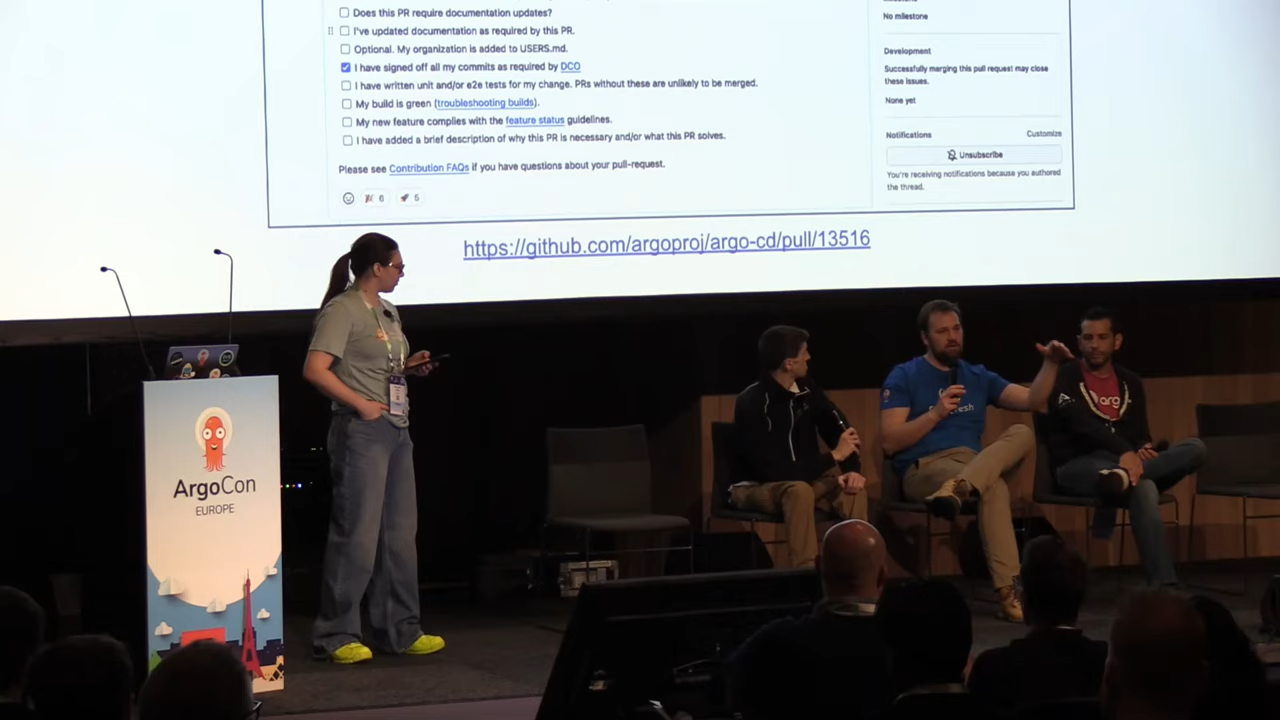 Does this PR require documentation updates?
I've updated documentation as required by this PR.
Optional. My organization is added to USERS.md.
I have signed off all my commits as required by DCO
I have written unit and/or e2e tests for my change. PRs without these are unlikely to be merged.
My build is green (troubleshooting builds).
My new feature complies with the feature status guidelines.
I have added a brief description of why this PR is necessary and/or what this PR solves.
Please see Contribution FAQs if you have questions about your pull-request.
6
5
No milestone
Development
Successfully merging this pull request may close
these issues.
None yet
Notifications
Customize
Unsubscribe
You're receiving notifications because you authored
the thread.
https://github.com/argoproj/argo-cd/pull/13516
ArgoCon
EUROPE